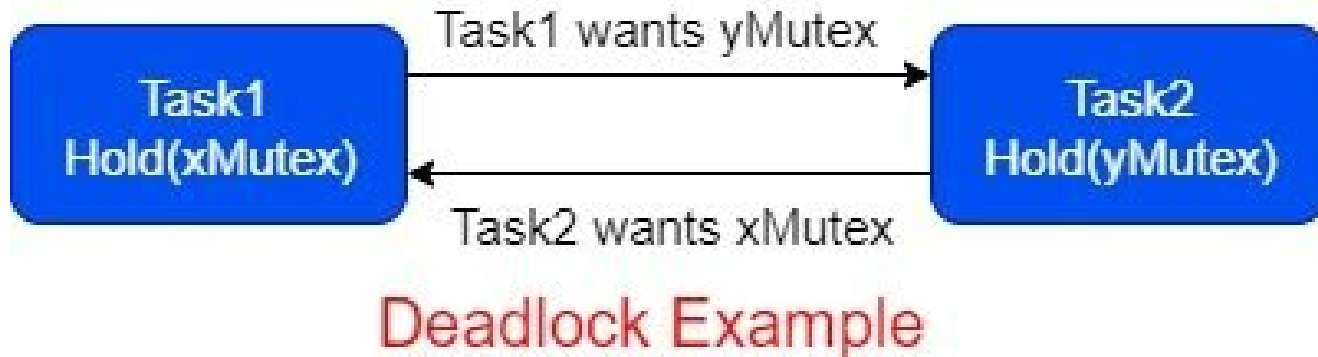 Task1 wants yMutex
Task1
Hold(xMutex)
Task2
Hold(yMutex)
Task2 wants xMutex
Deadlock Example